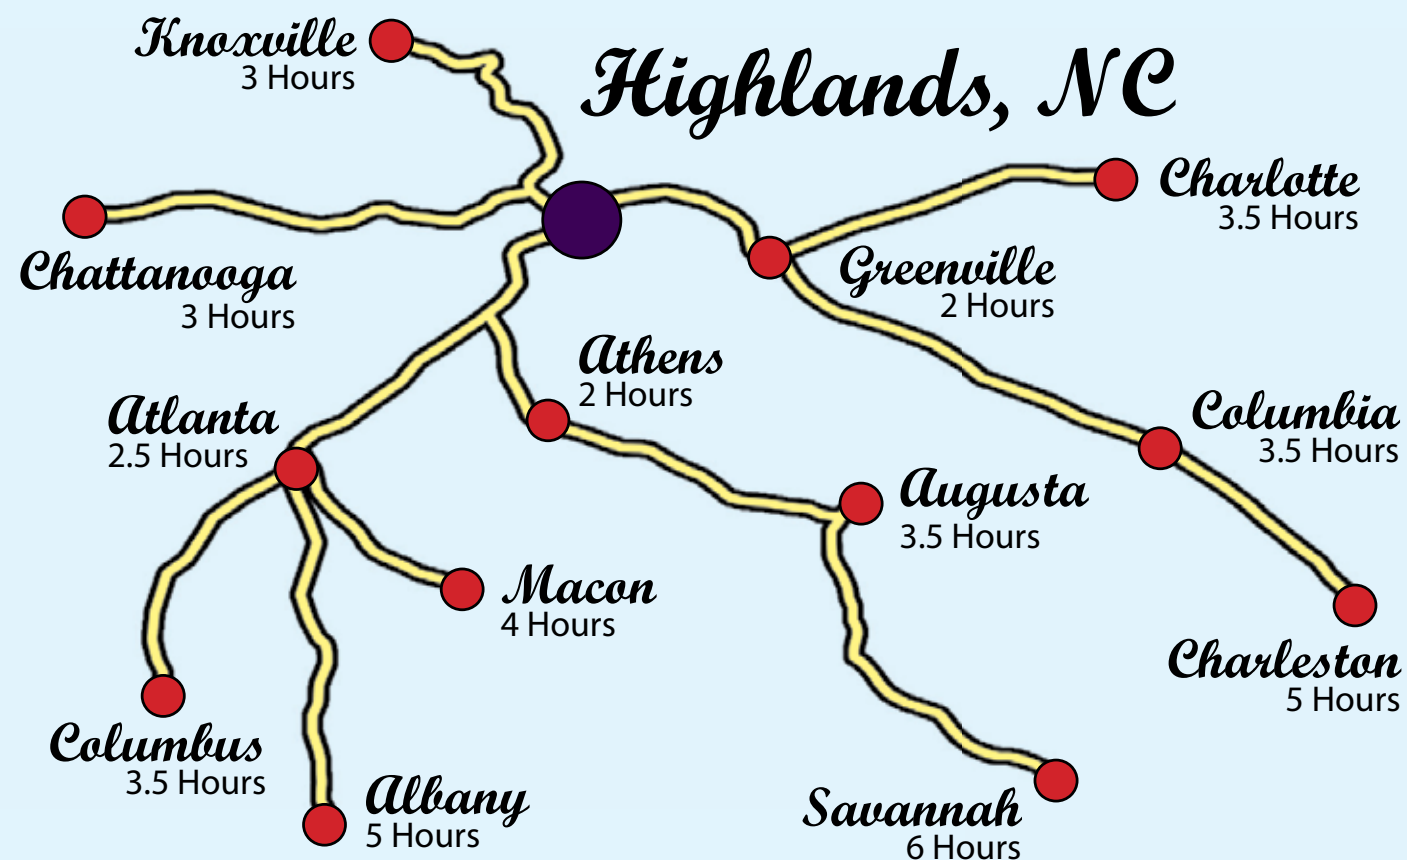 Knoxville
3 Hours
Highlands, NC
Charlotte
3.5 Hours
Chattanooga
3 Hours
Greenville
2 Hours
Athens
2 Hours
Atlanta
2.5 Hours
Columbia
3.5 Hours
Augusta
3.5 Hours
Macon
4 Hours
Charleston
5 Hours
Columbus
3.5 Hours
Albany
5 Hours
Savannah
6 Hours